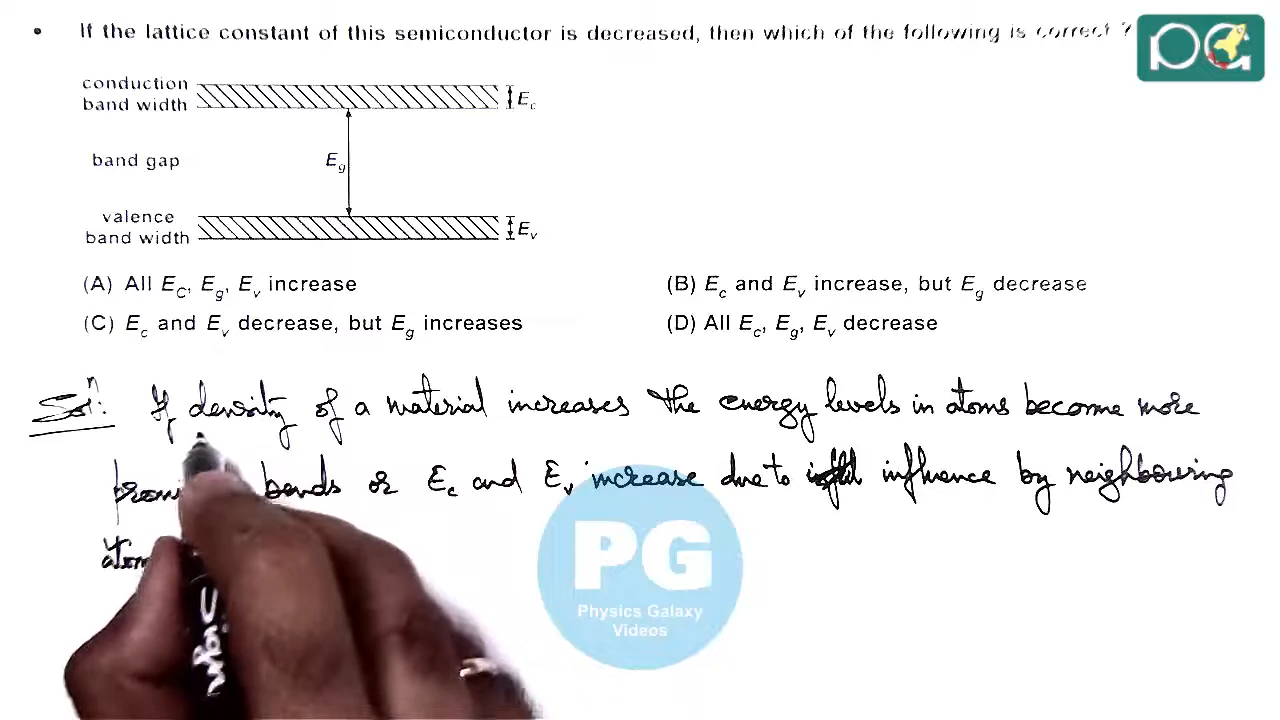 • If the lattice constant of this semiconductor is decreased, then which of the following is correct ?
PG
conduction
band width
E_c
band gap
E_g
valence
band width
E_v
(A) All E_C, E_g, E_v increase
(B) E_c and E_v increase, but E_g decrease
(C) E_c and E_v decrease, but E_g increases
(D) All E_c, E_g, E_v decrease
Solⁿ: If density of a material increases the energy levels in atoms become more
bands or E_c and E_v increase due to influence by neighbouring
PG
Physics Galaxy
Videos